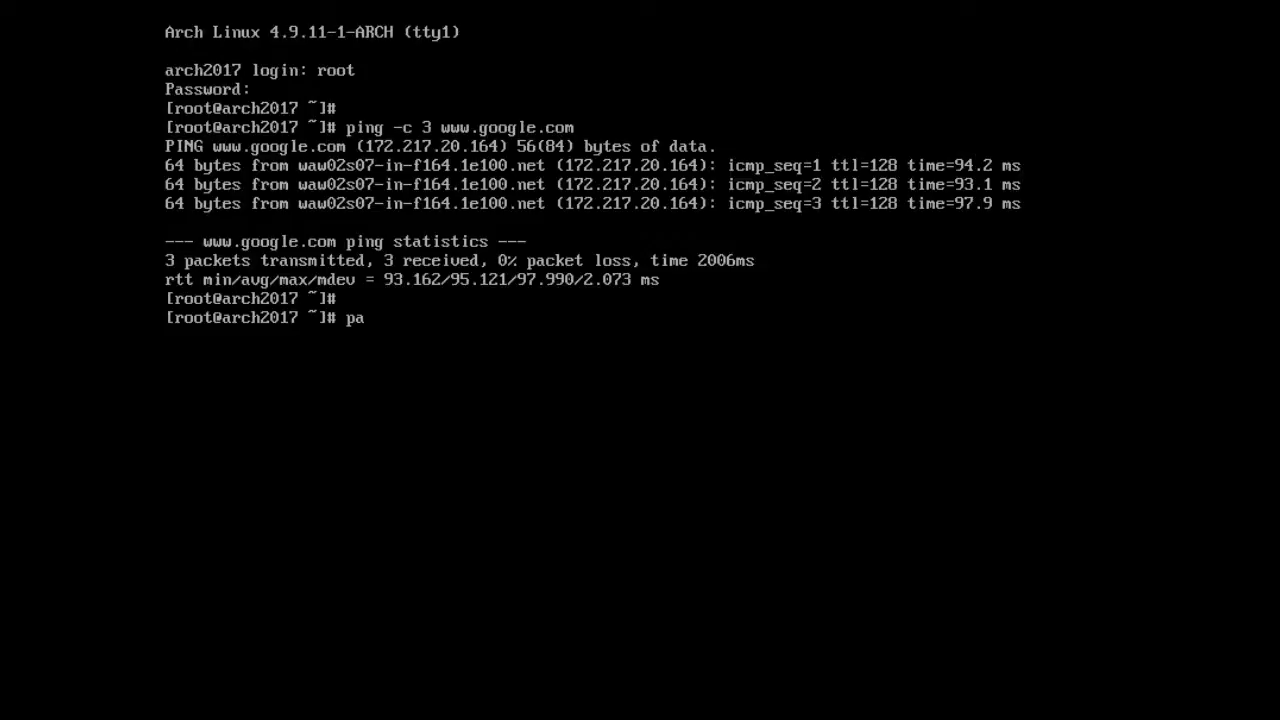 Arch Linux 4.9.11-1-ARCH (tty1)
arch2017 login: root
Password:
[root@arch2017 ~]#
[root@arch2017 ~]# ping -c 3 www.google.com
PING www.google.com (172.217.20.164) 56(84) bytes of data.
64 bytes from waw02s07-in-f164.1e100.net (172.217.20.164): icmp_seq=1 ttl=128 time=94.2 ms
64 bytes from waw02s07-in-f164.1e100.net (172.217.20.164): icmp_seq=2 ttl=128 time=93.1 ms
64 bytes from waw02s07-in-f164.1e100.net (172.217.20.164): icmp_seq=3 ttl=128 time=97.9 ms
--- www.google.com ping statistics ---
3 packets transmitted, 3 received, 0% packet loss, time 2006ms
rtt min/avg/max/mdev = 93.162/95.121/97.990/2.073 ms
[root@arch2017 ~]#
[root@arch2017 ~]# pa